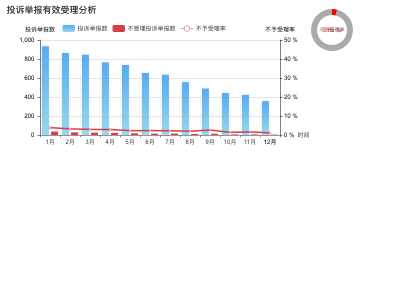 投诉举报有效受理分析
投诉举报数 投诉举报数 不受理投诉举报数 不予受理率 不予受理率
1,000 50 %
800 40 %
600 30 %
400 20 %
200 10 %
0 0 % 时间
1月 2月 3月 4月 5月 6月 7月 8月 9月 10月 11月 12月